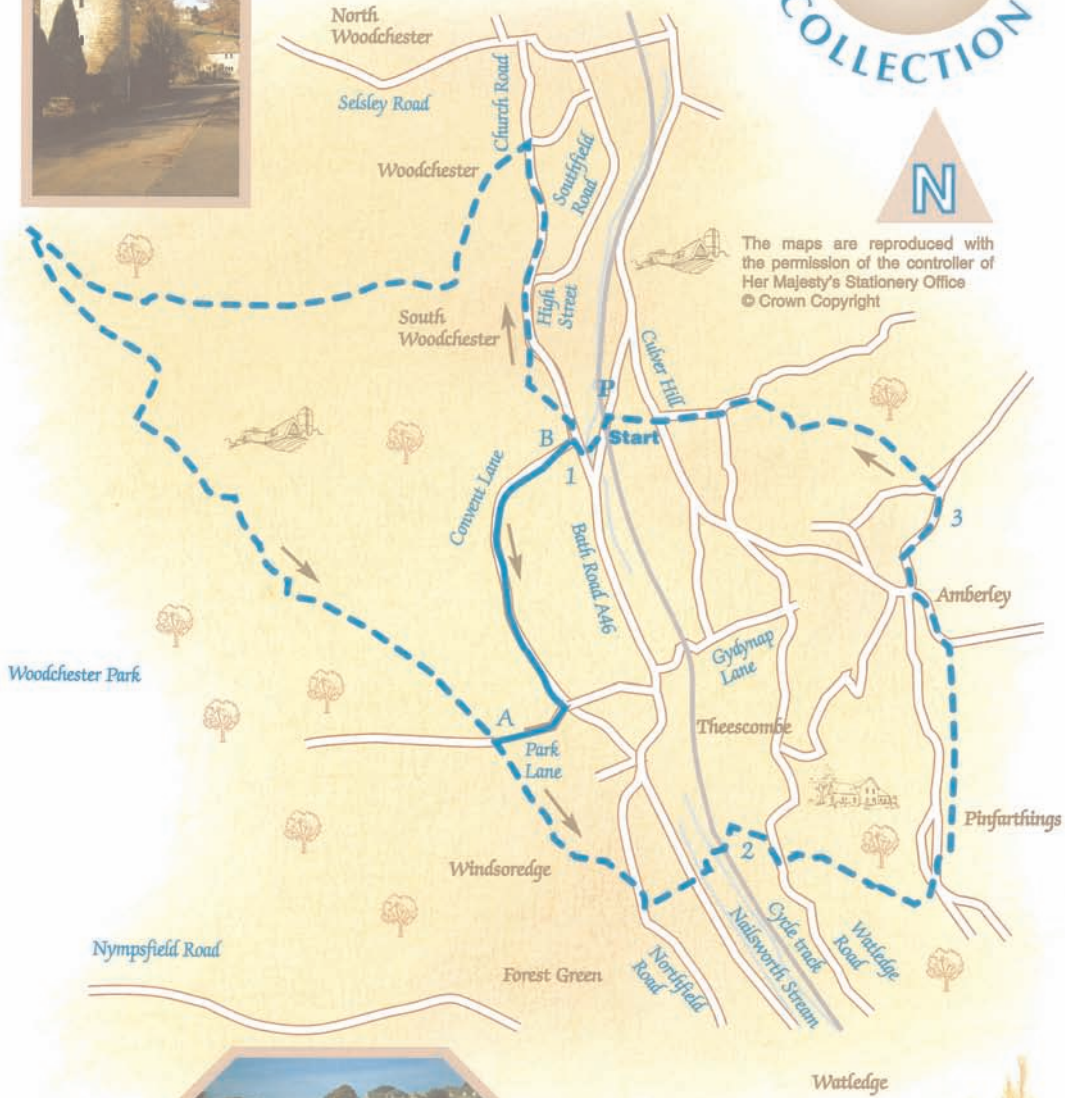 COLLECTION
North
Woodchester
Selsley Road
Church Road
Woodchester
Southfield
Road
N
The maps are reproduced with
the permission of the controller of
Her Majesty's Stationery Office
© Crown Copyright
South
Woodchester
High
Street
Culver Hill
P
Start
B
1
Convent Lane
Bath Road A46
3
Amberley
Gydynap
Lane
Woodchester Park
A
Park
Lane
Theescombe
Pinfarthings
2
Windsoredge
Nympsfield Road
Forest Green
Northfield
Road
Nailsworth Stream
Cycle track
Watledge
Road
Watledge